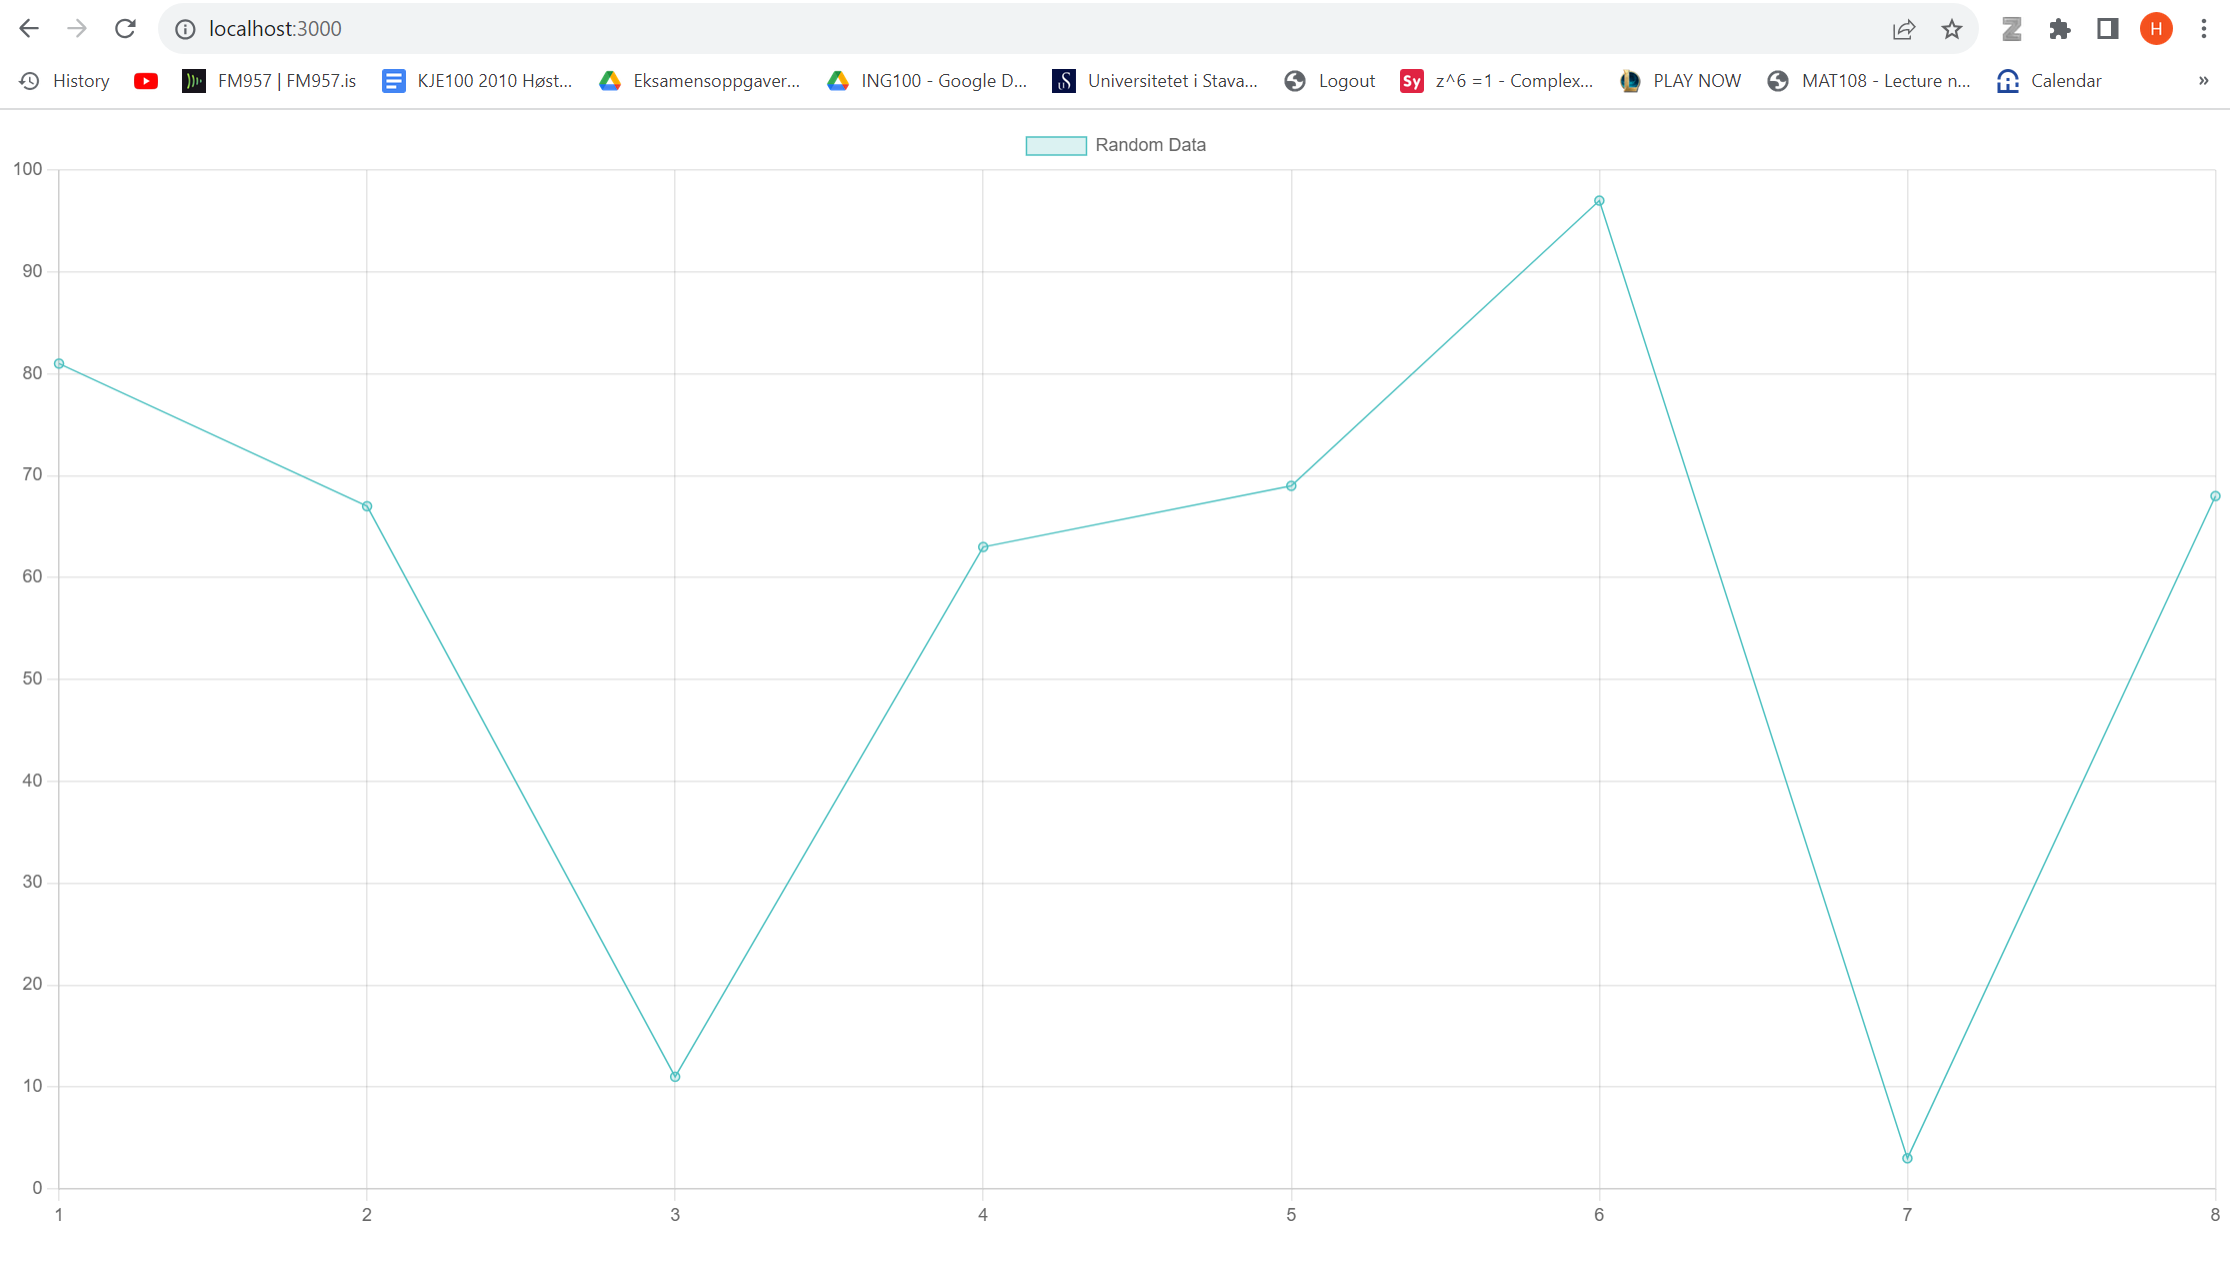 localhost:3000
History FM957 | FM957.is KJE100 2010 Høst... Eksamensoppgaver... ING100 - Google D... Universitetet i Stava... Logout Sy z^6 =1 - Complex... PLAY NOW MAT108 - Lecture n... Calendar »
H
Random Data
100
90
80
70
60
50
40
30
20
10
0
1 2 3 4 5 6 7 8